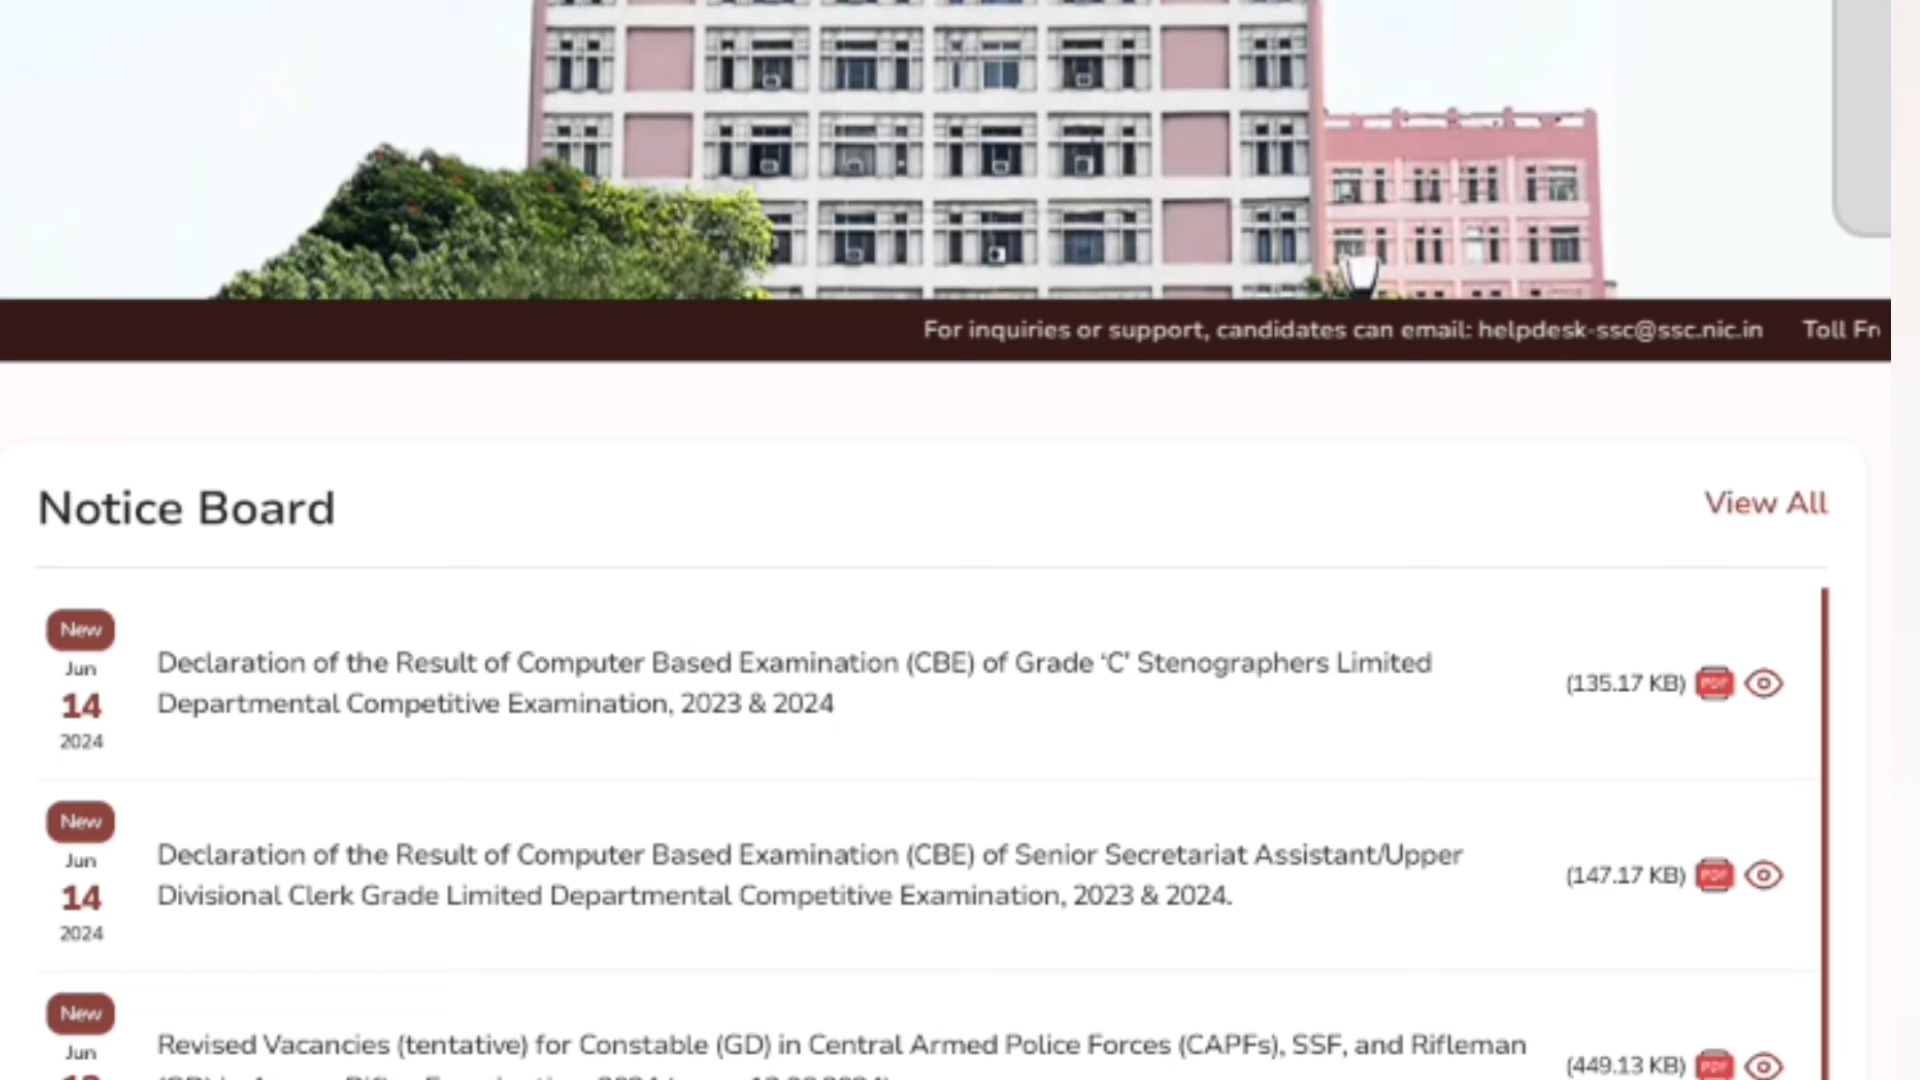 For inquiries or support, candidates can email: helpdesk-ssc@ssc.nic.in Toll
Notice Board
View All
New
Jun
14
2024
Declaration of the Result of Computer Based Examination (CBE) of Grade ‘C’ Stenographers Limited
Departmental Competitive Examination, 2023 & 2024
(135.17 KB) PDF
New
Jun
14
2024
Declaration of the Result of Computer Based Examination (CBE) of Senior Secretariat Assistant/Upper
Divisional Clerk Grade Limited Departmental Competitive Examination, 2023 & 2024.
(147.17 KB) PDF
New
Jun
Revised Vacancies (tentative) for Constable (GD) in Central Armed Police Forces (CAPFs), SSF, and Rifleman
(449.13 KB) PDF